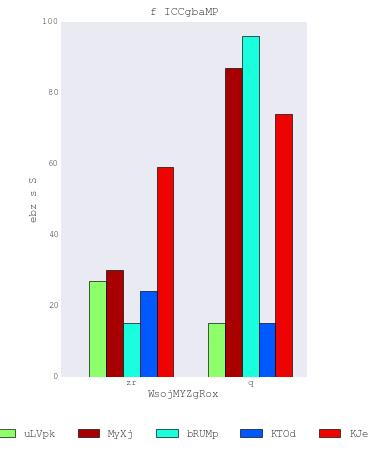 f ICCgbaMP
100
80
60
40
20
0
ebz s S
zr q
WsojMYZgRox
uLVpk MyXj bRUMp KTOd KJe